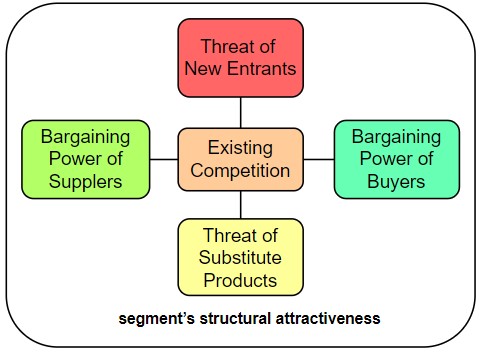 Threat of
New Entrants
Bargaining
Power of
Supplers
Existing
Competition
Bargaining
Power of
Buyers
Threat of
Substitute
Products
segment's structural attractiveness